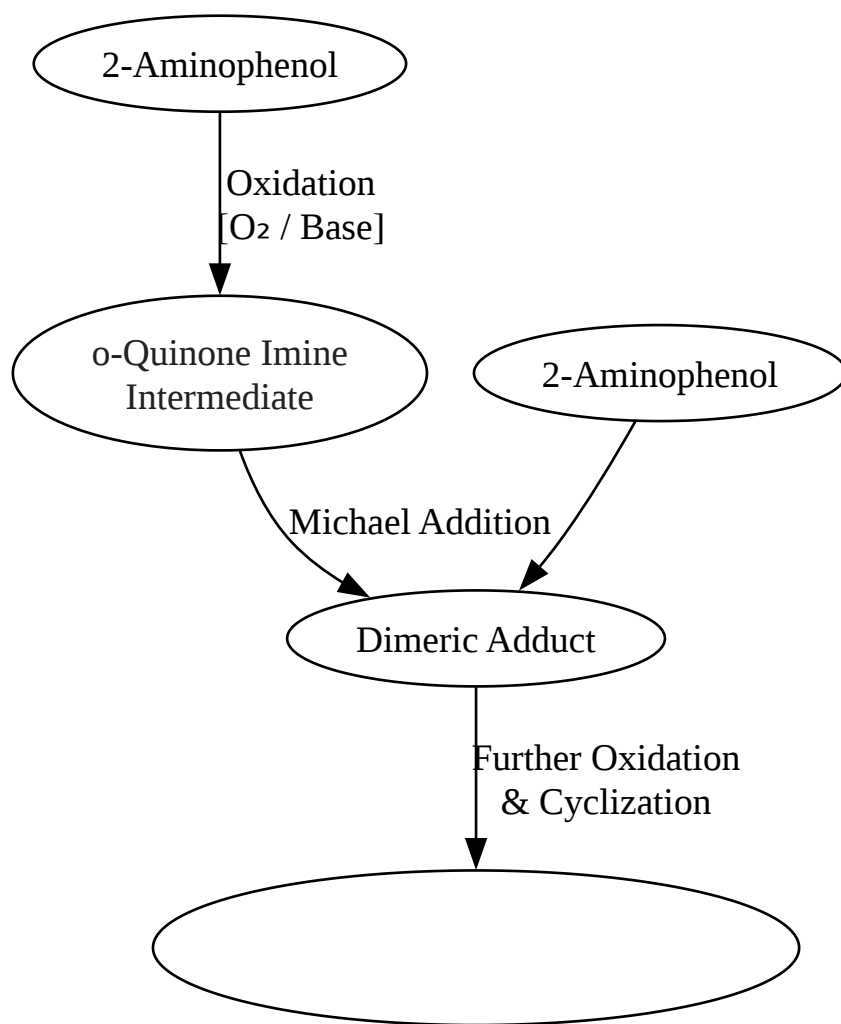 2-Aminophenol
Oxidation
[O₂ / Base]
o-Quinone Imine
Intermediate
2-Aminophenol
Michael Addition
Dimeric Adduct
Further Oxidation
& Cyclization